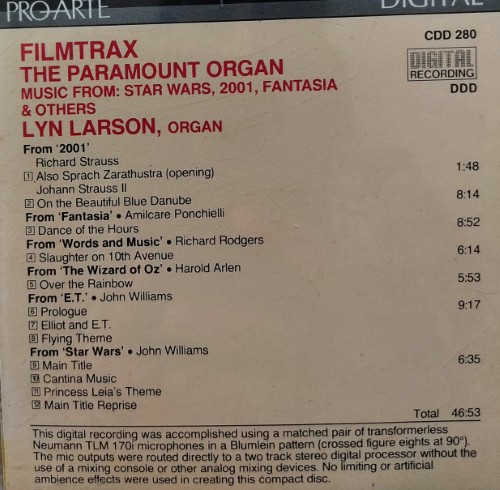 PRO-ARTE DIGITAL
CDD 280
DIGITAL
RECORDING
DDD
FILMTRAX
THE PARAMOUNT ORGAN
MUSIC FROM: STAR WARS, 2001, FANTASIA
& OTHERS
LYN LARSON, ORGAN
From '2001'
Richard Strauss
1 Also Sprach Zarathustra (opening) 1:48
Johann Strauss II
2 On the Beautiful Blue Danube 8:14
From 'Fantasia' • Amilcare Ponchielli
3 Dance of the Hours 8:52
From 'Words and Music' • Richard Rodgers
4 Slaughter on 10th Avenue 6:14
From 'The Wizard of Oz' • Harold Arlen
5 Over the Rainbow 5:53
From 'E.T.' • John Williams 9:17
6 Prologue
7 Elliot and E.T.
8 Flying Theme
From 'Star Wars' • John Williams 6:35
9 Main Title
10 Cantina Music
11 Princess Leia's Theme
12 Main Title Reprise
Total 46:53
This digital recording was accomplished using a matched pair of transformerless
Neumann TLM 170i microphones in a Blumlein pattern (crossed figure eights at 90°).
The mic outputs were routed directly to a two track stereo digital processor without the
use of a mixing console or other analog mixing devices. No limiting or artificial
ambience effects were used in creating this compact disc.